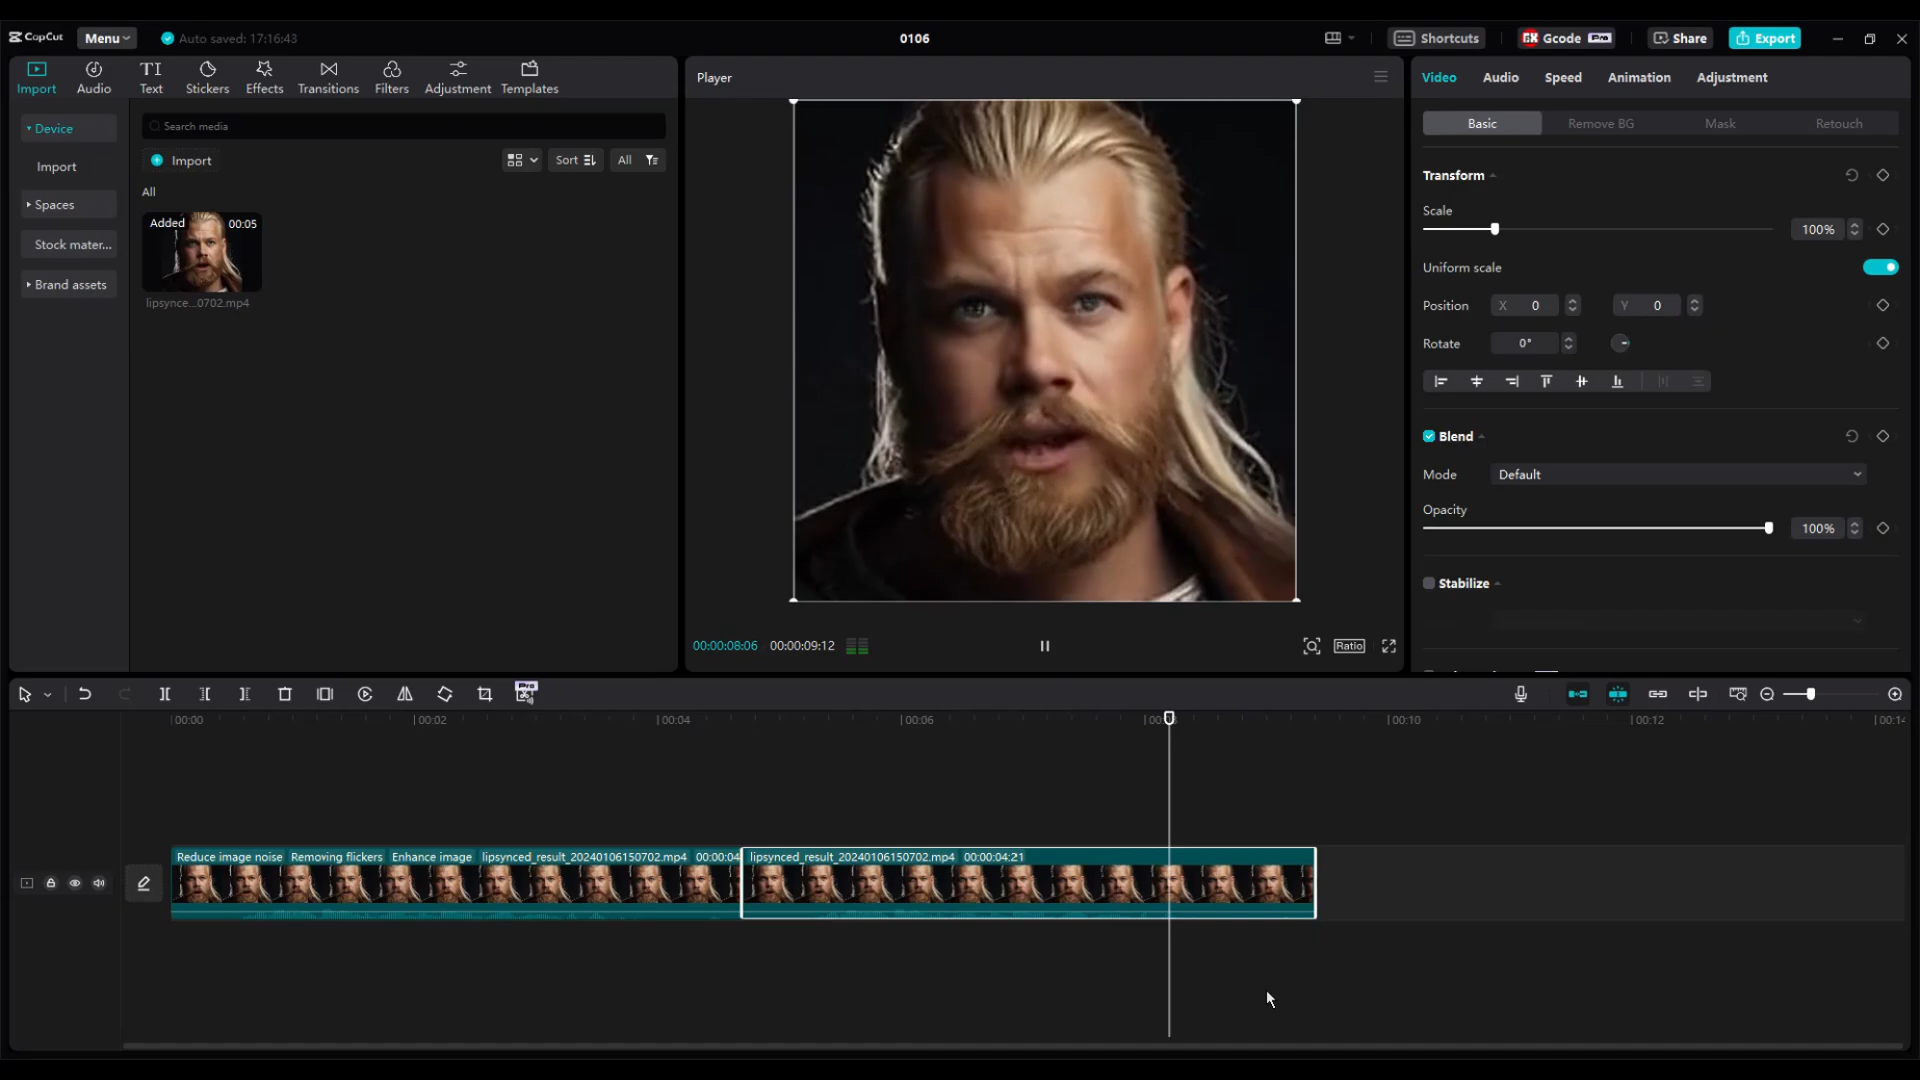 CapCut
Menu
Auto saved: 17:16:43
0106
Shortcuts
Gcode Pro
Share
Export
Import
Audio
Text
Stickers
Effects
Transitions
Filters
Adjustment
Templates
Device
Import
Spaces
Stock mater...
Brand assets
Search media
Import
Sort
All
All
Added
00:05
lipsynce...0702.mp4
Player
00:00:08:06
00:00:09:12
Ratio
Video
Audio
Speed
Animation
Adjustment
Basic
Remove BG
Mask
Retouch
Transform
Scale
100%
Uniform scale
Position X 0 Y 0
Rotate 0°
Blend
Mode Default
Opacity
100%
Stabilize
Pro
00:00
00:02
00:04
00:06
00:10
00:12
Reduce image noise Removing flickers Enhance image lipsynced_result_20240106150702.mp4 00:00:04
lipsynced_result_20240106150702.mp4 00:00:04:21